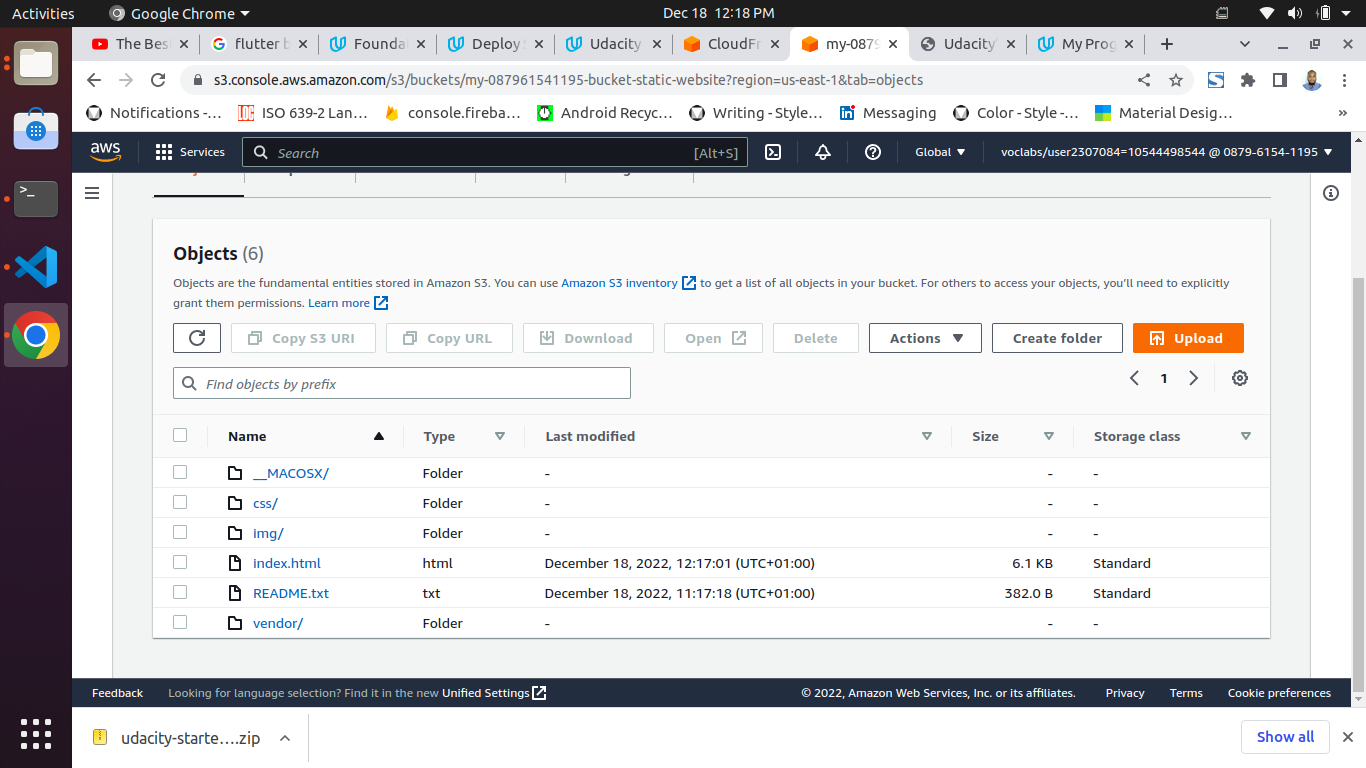 Activities Google Chrome Dec 18 12:18 PM
The Bes flutter b Founda Deploy Udacity CloudFr my-0879 Udacity My Prog
s3.console.aws.amazon.com/s3/buckets/my-087961541195-bucket-static-website?region=us-east-1&tab=objects
Notifications -... ISO 639-2 Lan... console.fireba... Android Recyc... Writing - Style... Messaging Color - Style -... Material Desig... »
aws Services Search [Alt+S] Global voclabs/user2307084=10544498544 @ 0879-6154-1195
Objects (6)
Objects are the fundamental entities stored in Amazon S3. You can use Amazon S3 inventory to get a list of all objects in your bucket. For others to access your objects, you'll need to explicitly
grant them permissions. Learn more
Copy S3 URI Copy URL Download Open Delete Actions Create folder Upload
Find objects by prefix 1
Name Type Last modified Size Storage class
__MACOSX/ Folder - - -
css/ Folder - - -
img/ Folder - - -
index.html html December 18, 2022, 12:17:01 (UTC+01:00) 6.1 KB Standard
README.txt txt December 18, 2022, 11:17:18 (UTC+01:00) 382.0 B Standard
vendor/ Folder - - -
Feedback Looking for language selection? Find it in the new Unified Settings © 2022, Amazon Web Services, Inc. or its affiliates. Privacy Terms Cookie preferences
udacity-starte....zip Show all